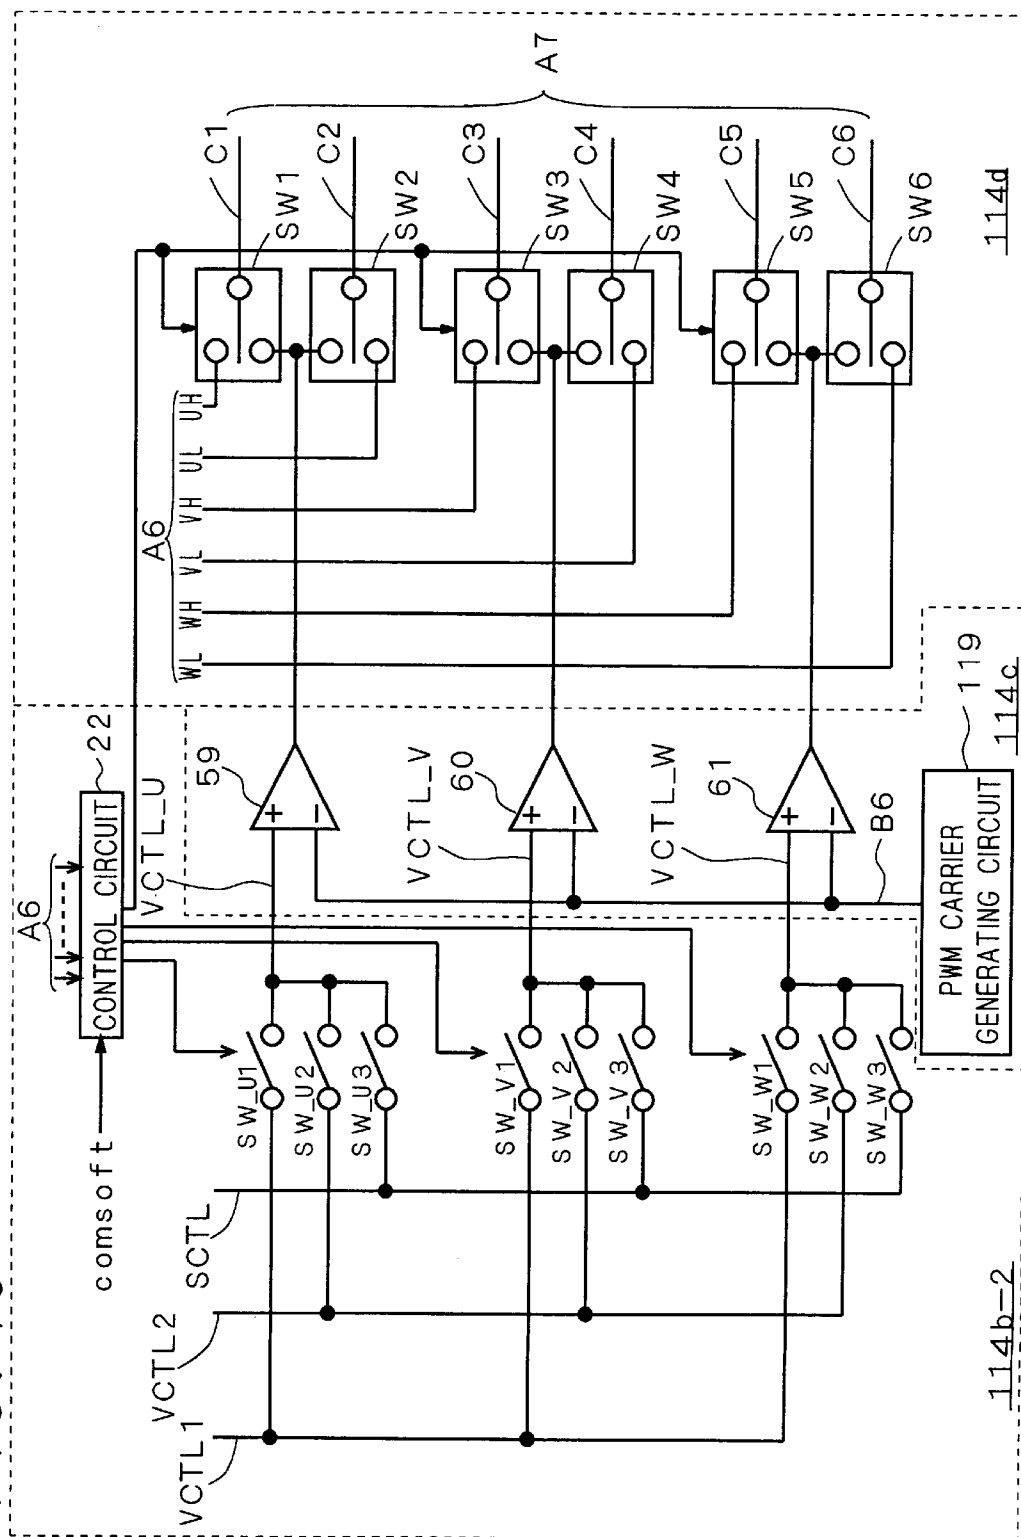 A6
comsoft
CONTROL CIRCUIT
22
VCTL1
VCTL2
SCTL
SW_U1
SW_U2
SW_U3
SW_V1
SW_V2
SW_V3
SW_W1
SW_W2
SW_W3
VCTL_U
VCTL_V
VCTL_W
59
+
−
60
+
−
61
+
−
B6
PWM CARRIER
GENERATING CIRCUIT
119
A6
WL
WH
VL
VH
UL
UH
C1
SW1
C2
SW2
C3
SW3
C4
SW4
C5
SW5
C6
SW6
A7
114b-2
114c
114d